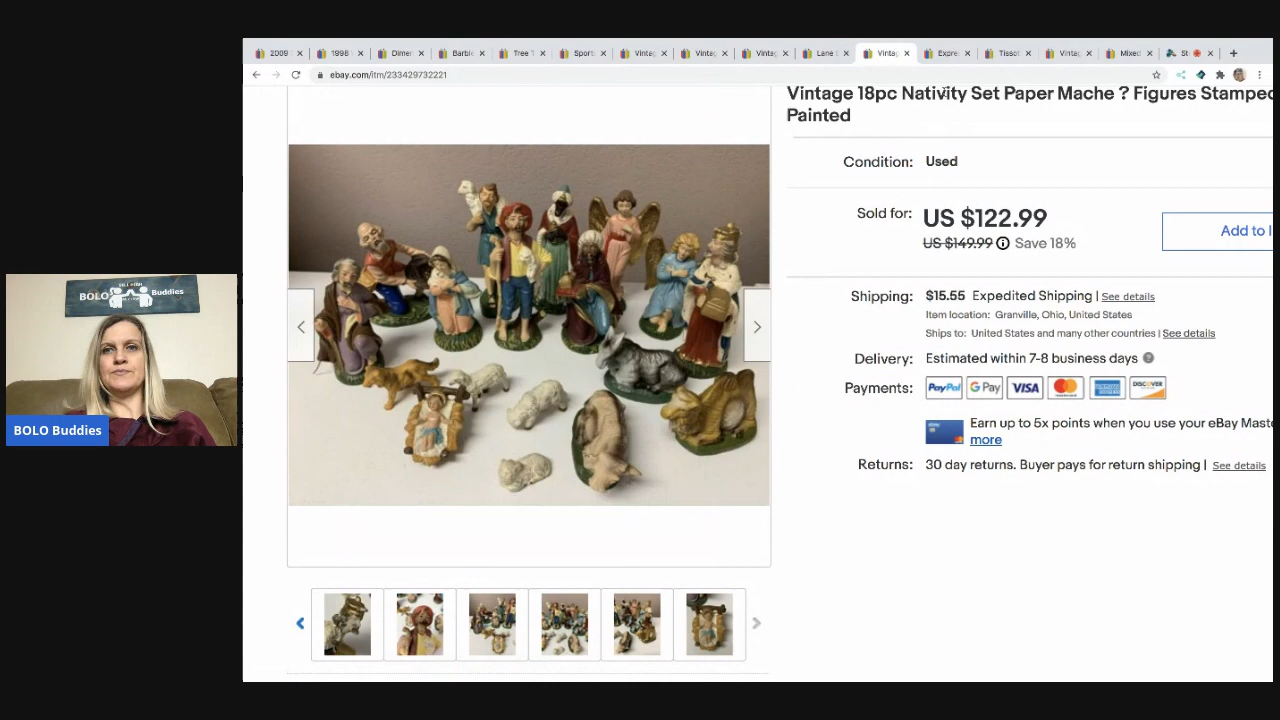 2009
1998
Dimer
Barbie
Tree T
Sport
Vintag
Vintag
Vintag
Lane B
Vintag
Expre
Tissot
Vintag
Mixed
St
ebay.com/itm/233429732221
Vintage 18pc Nativity Set Paper Mache ? Figures Stamped
Painted
Condition: Used
Sold for: US $122.99
US $149.99 Save 18%
Add to l
Shipping: $15.55 Expedited Shipping | See details
Item location: Granville, Ohio, United States
Ships to: United States and many other countries | See details
Delivery: Estimated within 7-8 business days
Payments: PayPal G Pay VISA DISCOVER
Earn up to 5x points when you use your eBay Maste
more
Returns: 30 day returns. Buyer pays for return shipping | See details
BOLO Buddies
BOLO Buddies